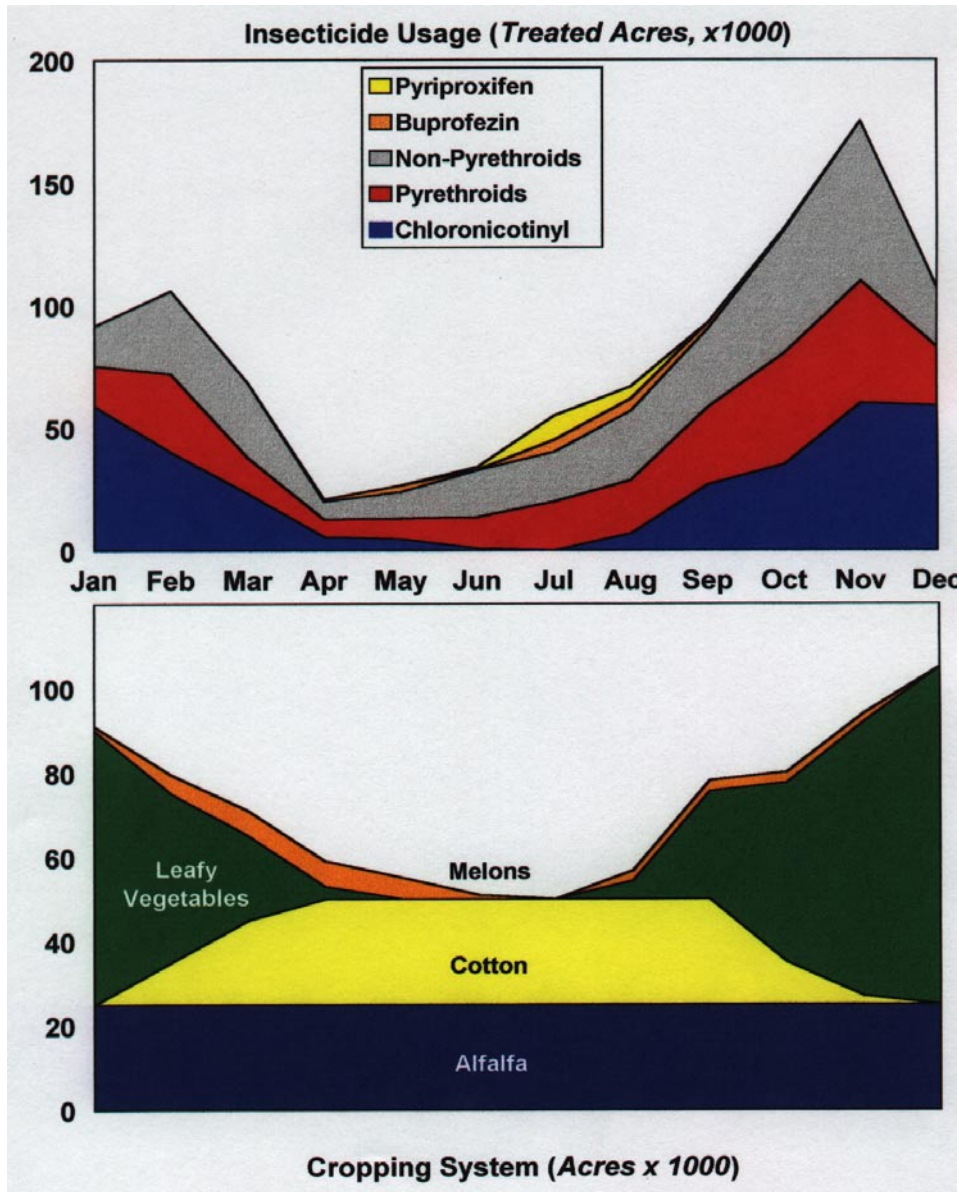 Insecticide Usage (Treated Acres, x1000)
200
Pyriproxifen
Buprofezin
Non-Pyrethroids
Pyrethroids
Chloronicotinyl
150
100
50
0
Jan Feb Mar Apr May Jun Jul Aug Sep Oct Nov Dec
100
80
60
40
20
0
Melons
Leafy
Vegetables
Cotton
Alfalfa
Cropping System (Acres x 1000)